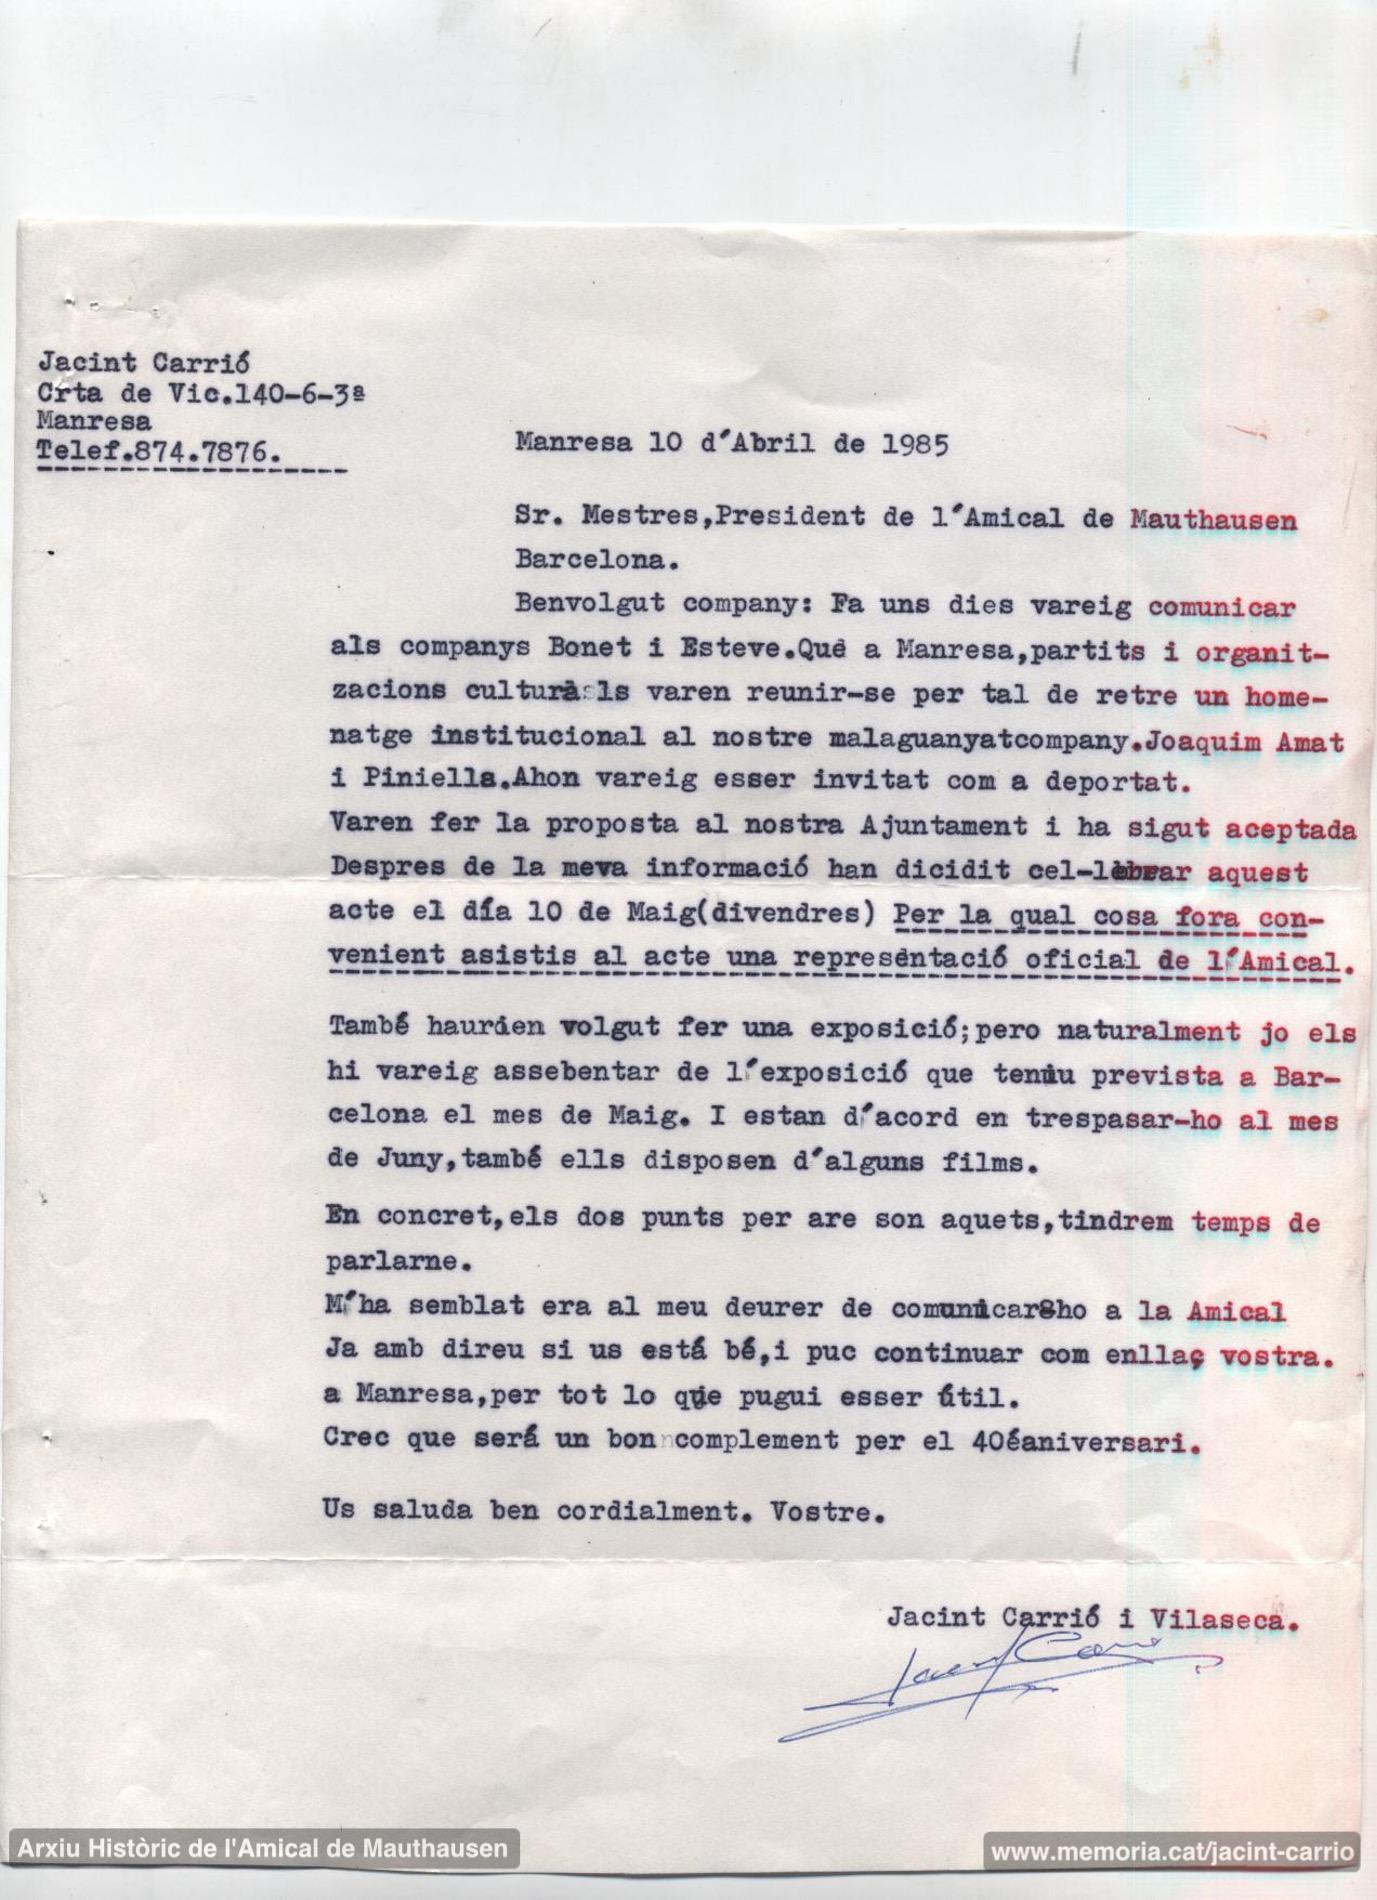 Jacint Carrió
Crta de Vic.140-6-3ª
Manresa
Telef.874.7876.
Manresa 10 d´Abril de 1985
Sr. Mestres,President de l´Amical de Mauthausen
Barcelona.
Benvolgut company: Fa uns dies vareig comunicar
als companys Bonet i Esteve.Què a Manresa,partits i organit-
zacions culturàsls varen reunir-se per tal de retre un home-
natge institucional al nostre malaguanyatcompany.Joaquim Amat
i Piniella.Ahon vareig esser invitat com a deportat.
Varen fer la proposta al nostra Ajuntament i ha sigut aceptada
Despres de la meva informació han dicidit cel-lebrar aquest
acte el día 10 de Maig(divendres) Per la qual cosa fora con-
venient asistis al acte una represèntació oficial de l´Amical.
També haurien volgut fer una exposició;pero naturalment jo els
hi vareig assebentar de l´exposició que teniu prevista a Bar-
celona el mes de Maig. I estan d´acord en trespasar-ho al mes
de Juny,també ells disposen d´alguns films.
En concret,els dos punts per are son aquets,tindrem temps de
parlarne.
M´ha semblat era al meu deurer de comunicar8ho a la Amical
Ja amb direu si us está bé,i puc continuar com enllaç vostra.
a Manresa,per tot lo que pugui esser útil.
Crec que será un bon complement per el 40éaniversari.
Us saluda ben cordialment. Vostre.
Jacint Carrió i Vilaseca.
Jacint Carrió
Arxiu Històric de l'Amical de Mauthausen
www.memoria.cat/jacint-carrio